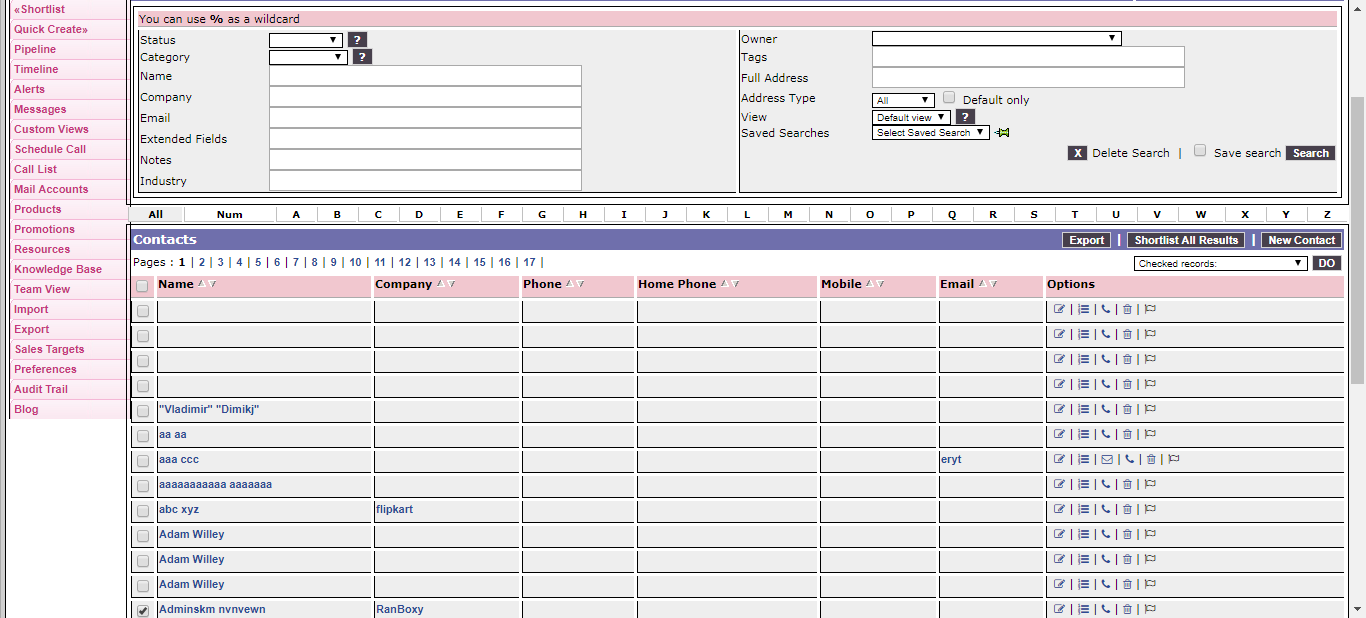 «Shortlist
Quick Create»
Pipeline
Timeline
Alerts
Messages
Custom Views
Schedule Call
Call List
Mail Accounts
Products
Promotions
Resources
Knowledge Base
Team View
Import
Export
Sales Targets
Preferences
Audit Trail
Blog
You can use % as a wildcard
Status ?
Category ?
Name
Company
Email
Extended Fields
Notes
Industry
Owner
Tags
Full Address
Address Type All Default only
View Default view ?
Saved Searches Select Saved Search
X Delete Search | Save search Search
All Num A B C D E F G H I J K L M N O P Q R S T U V W X Y Z
Contacts Export | Shortlist All Results | New Contact
Pages : 1 | 2 | 3 | 4 | 5 | 6 | 7 | 8 | 9 | 10 | 11 | 12 | 13 | 14 | 15 | 16 | 17 | Checked records: DO
Name Company Phone Home Phone Mobile Email Options
| | | |
| | | |
| | | |
| | | |
"Vladimir" "Dimikj" | | | |
aa aa | | | |
aaa ccc eryt | | | | |
aaaaaaaaaaa aaaaaaa | | | |
abc xyz flipkart | | | |
Adam Willey | | | |
Adam Willey | | | |
Adam Willey | | | |
Adminskm nvnvewn RanBoxy | | | |